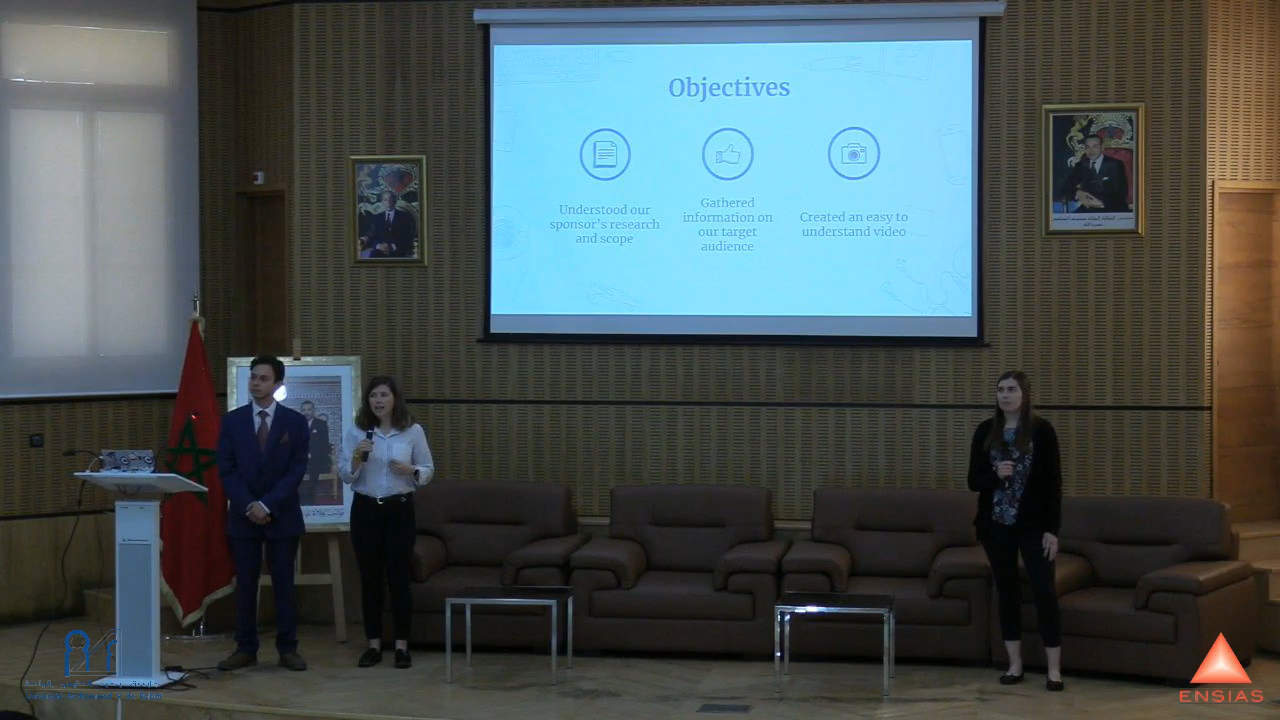 Objectives
Understood our
sponsor's research
and scope
Gathered
information on
our target
audience
Created an easy to
understand video
ENSIAS